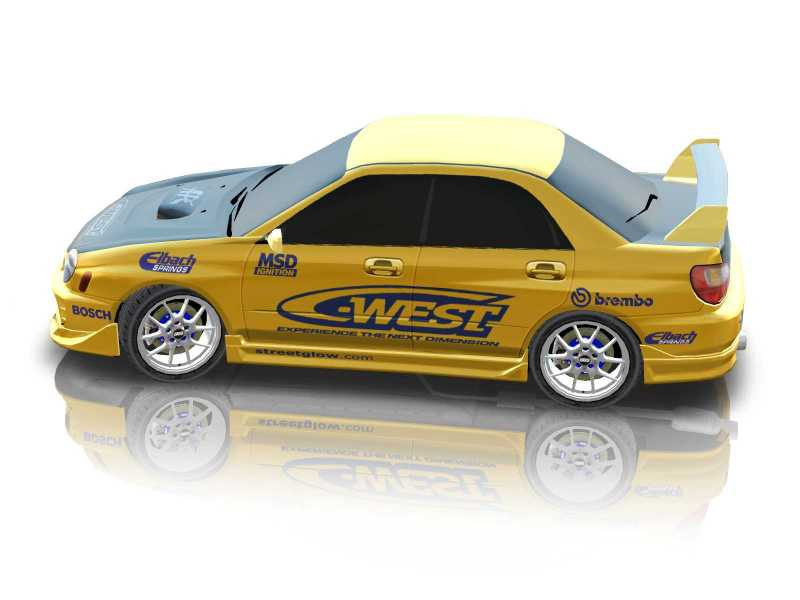 Eibach
SPRINGS
MSD
IGNITION
BOSCH
C-WEST
EXPERIENCE THE NEXT DIMENSION
streetglow.com
brembo
Eibach
SPRINGS